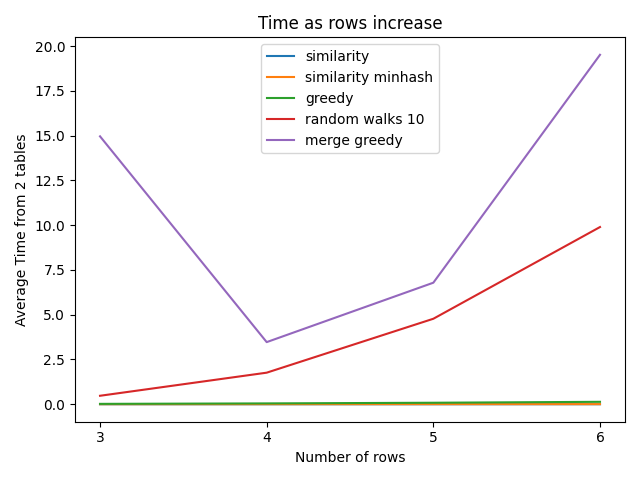 Time as rows increase
similarity
similarity minhash
greedy
random walks 10
merge greedy
Average Time from 2 tables
20.0
17.5
15.0
12.5
10.0
7.5
5.0
2.5
0.0
3 4 5 6
Number of rows